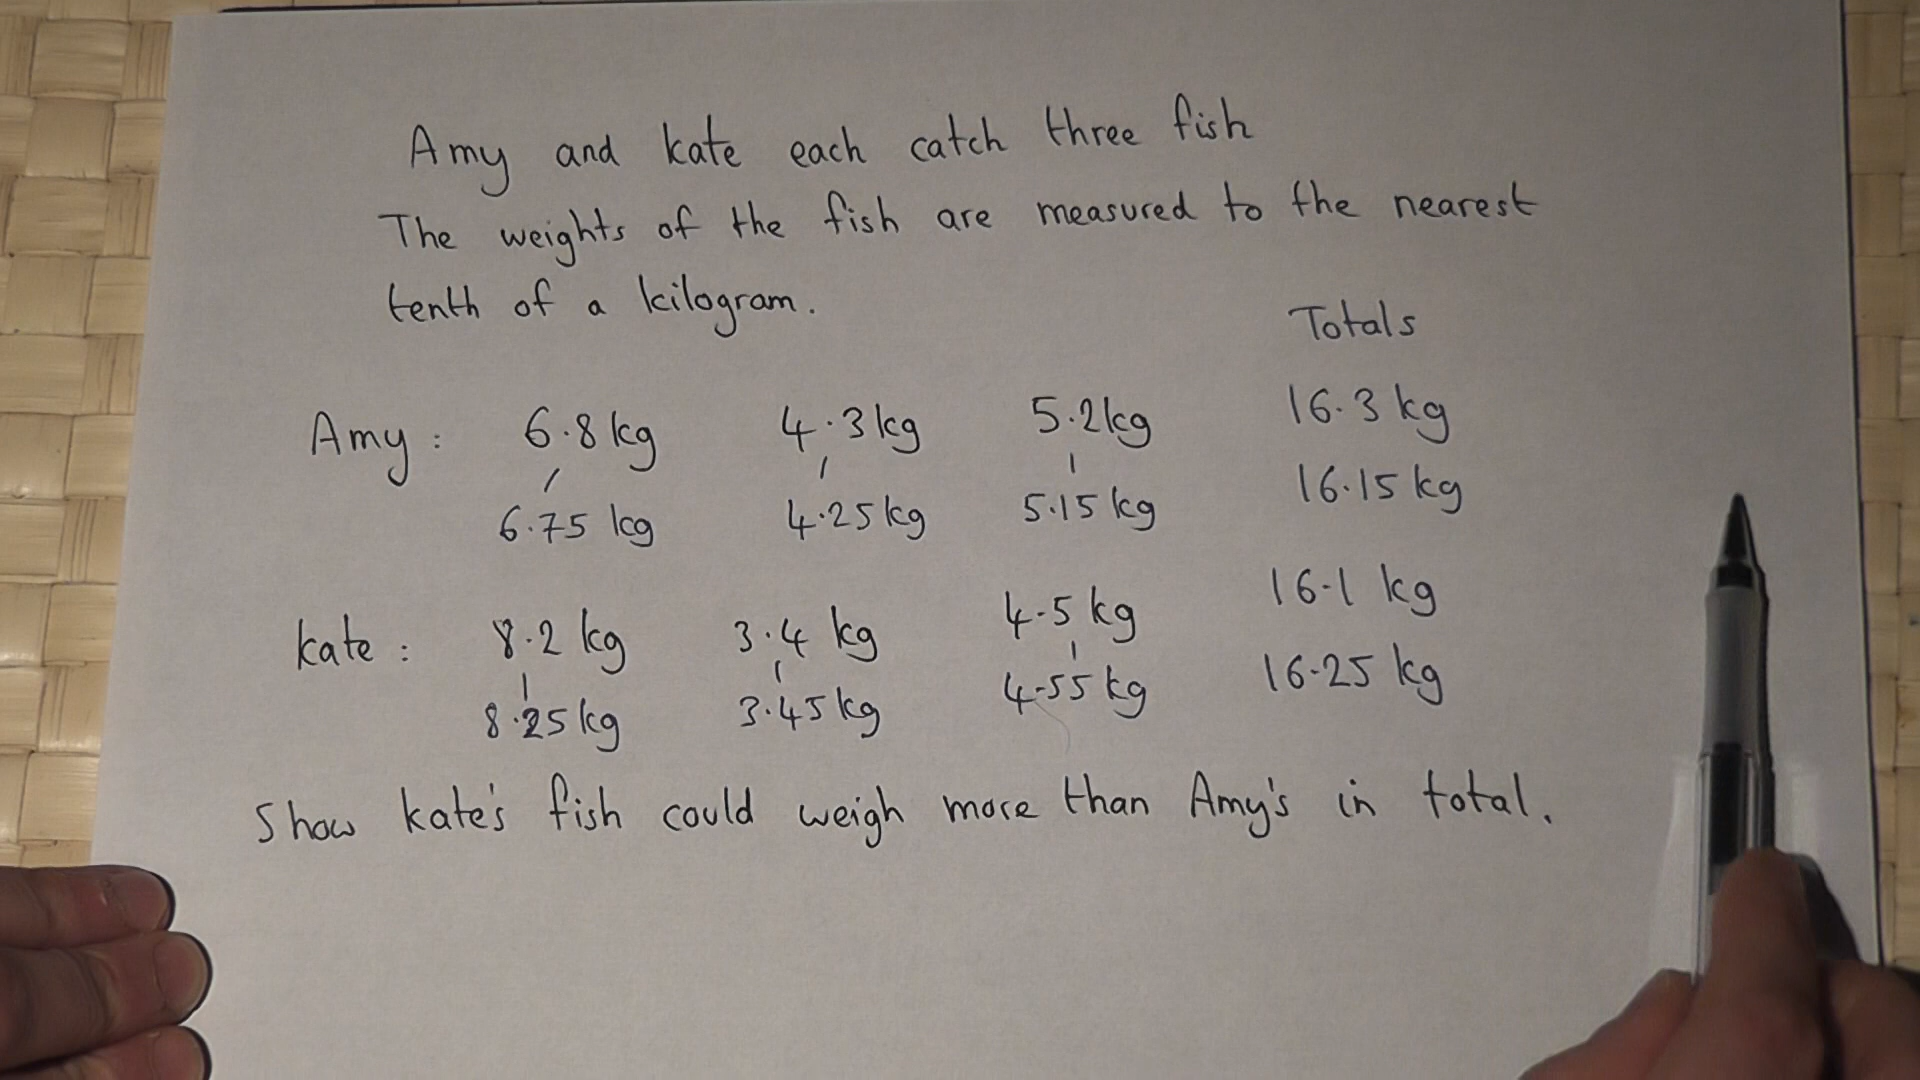 Amy and Kate each catch three fish
The weights of the fish are measured to the nearest
tenth of a kilogram.
Totals
Amy: 6.8 kg 4.3 kg 5.2 kg 16.3 kg
6.75 kg 4.25 kg 5.15 kg 16.15 kg
Kate: 8.2 kg 3.4 kg 4.5 kg 16.1 kg
8.25 kg 3.45 kg 4.55 kg 16.25 kg
Show Kate's fish could weigh more than Amy's in total.